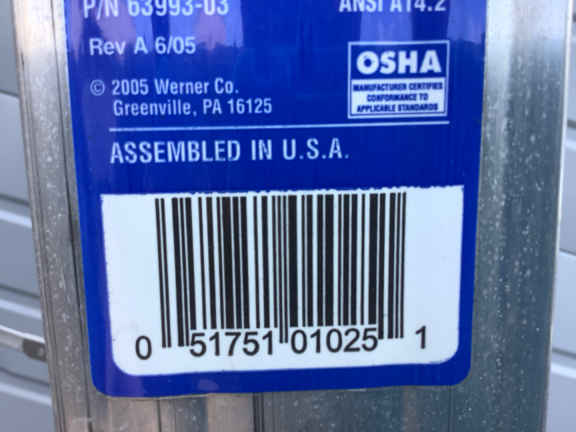 P/N 63993-03
ANSI A14.2
Rev A 6/05
OSHA
MANUFACTURER CERTIFIES
CONFORMANCE TO
APPLICABLE STANDARDS
© 2005 Werner Co.
Greenville, PA 16125
ASSEMBLED IN U.S.A.
0 51751 01025 1